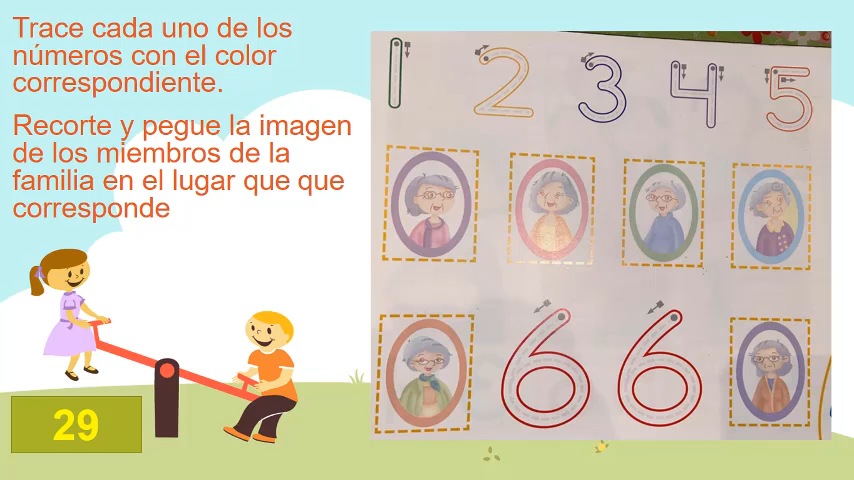 Trace cada uno de los
números con el color
correspondiente.
Recorte y pegue la imagen
de los miembros de la
familia en el lugar que que
corresponde
1 2 3 4 5
6 6
29